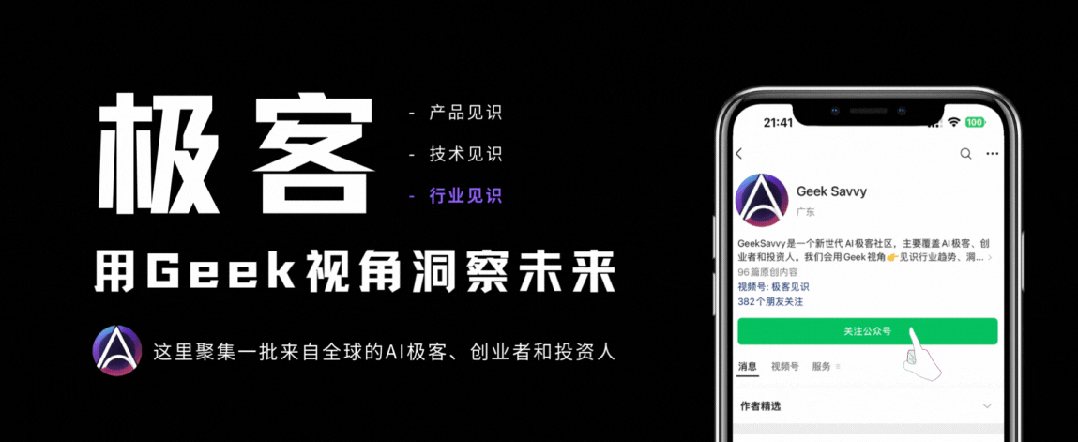 极客
- 产品见识
- 技术见识
- 行业见识
用Geek视角洞察未来
这里聚集一批来自全球的AI极客、创业者和投资人
21:41
100
Geek Savvy
广东
GeekSavvy是一个新世代AI极客社区，主要覆盖AI极客、创
业者和投资人，我们会用Geek视角👉见识行业趋势、洞...
96篇原创内容
视频号: 极客见识
382个朋友关注
关注公众号
消息 视频号 服务
作者精选